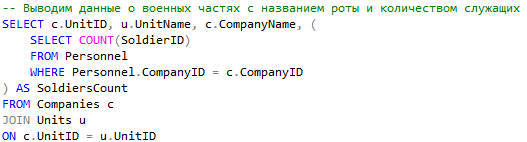 -- Выводим данные о военных частях с названием роты и количеством служащих
SELECT c.UnitID, u.UnitName, c.CompanyName, (
    SELECT COUNT(SoldierID)
    FROM Personnel
    WHERE Personnel.CompanyID = c.CompanyID
) AS SoldiersCount
FROM Companies c
JOIN Units u
ON c.UnitID = u.UnitID